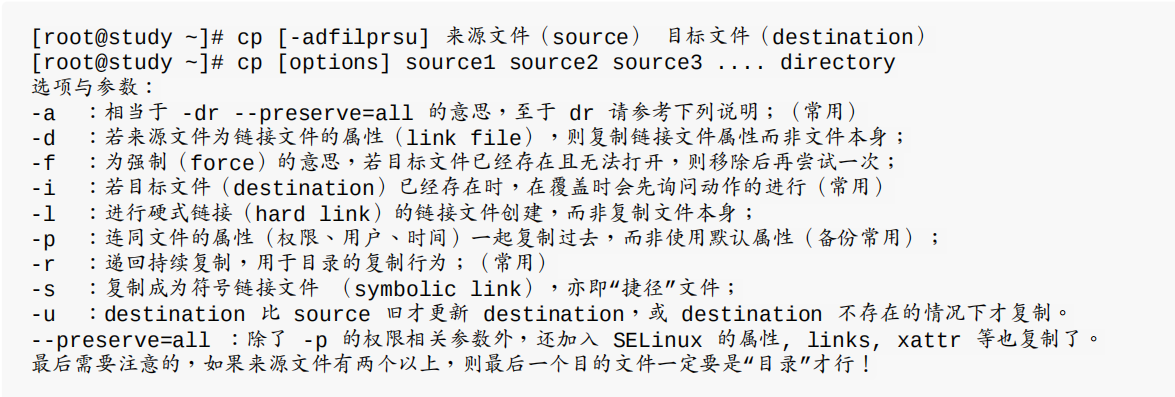 [root@study ~]# cp [-adfilprsu] 来源文件（source） 目标文件（destination）
[root@study ~]# cp [options] source1 source2 source3 .... directory
选项与参数：
-a ：相当于 -dr --preserve=all 的意思，至于 dr 请参考下列说明；（常用）
-d ：若来源文件为链接文件的属性（link file），则复制链接文件属性而非文件本身；
-f ：为强制（force）的意思，若目标文件已经存在且无法打开，则移除后再尝试一次；
-i ：若目标文件（destination）已经存在时，在覆盖时会先询问动作的进行（常用）
-l ：进行硬式链接（hard link）的链接文件创建，而非复制文件本身；
-p ：连同文件的属性（权限、用户、时间）一起复制过去，而非使用默认属性（备份常用）；
-r ：递回持续复制，用于目录的复制行为；（常用）
-s ：复制成为符号链接文件 （symbolic link），亦即“捷径”文件；
-u ：destination 比 source 旧才更新 destination，或 destination 不存在的情况下才复制。
--preserve=all ：除了 -p 的权限相关参数外，还加入 SELinux 的属性, links, xattr 等也复制了。
最后需要注意的，如果来源文件有两个以上，则最后一个目的文件一定要是“目录”才行！